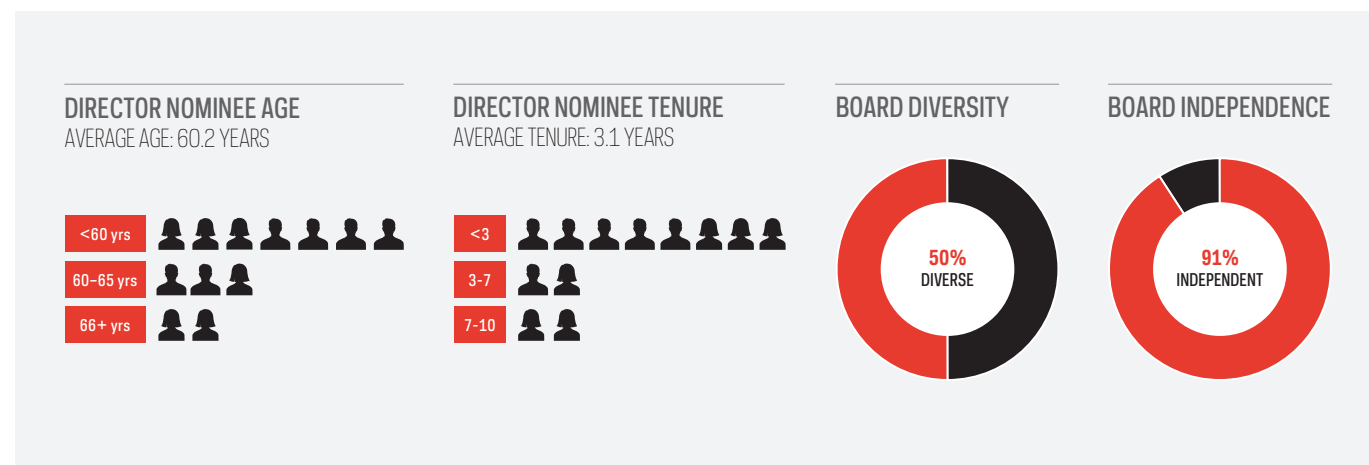 DIRECTOR NOMINEE AGE
AVERAGE AGE: 60.2 YEARS
<60 yrs
60–65 yrs
66+ yrs
DIRECTOR NOMINEE TENURE
AVERAGE TENURE: 3.1 YEARS
<3
3-7
7-10
BOARD DIVERSITY
50%
DIVERSE
BOARD INDEPENDENCE
91%
INDEPENDENT